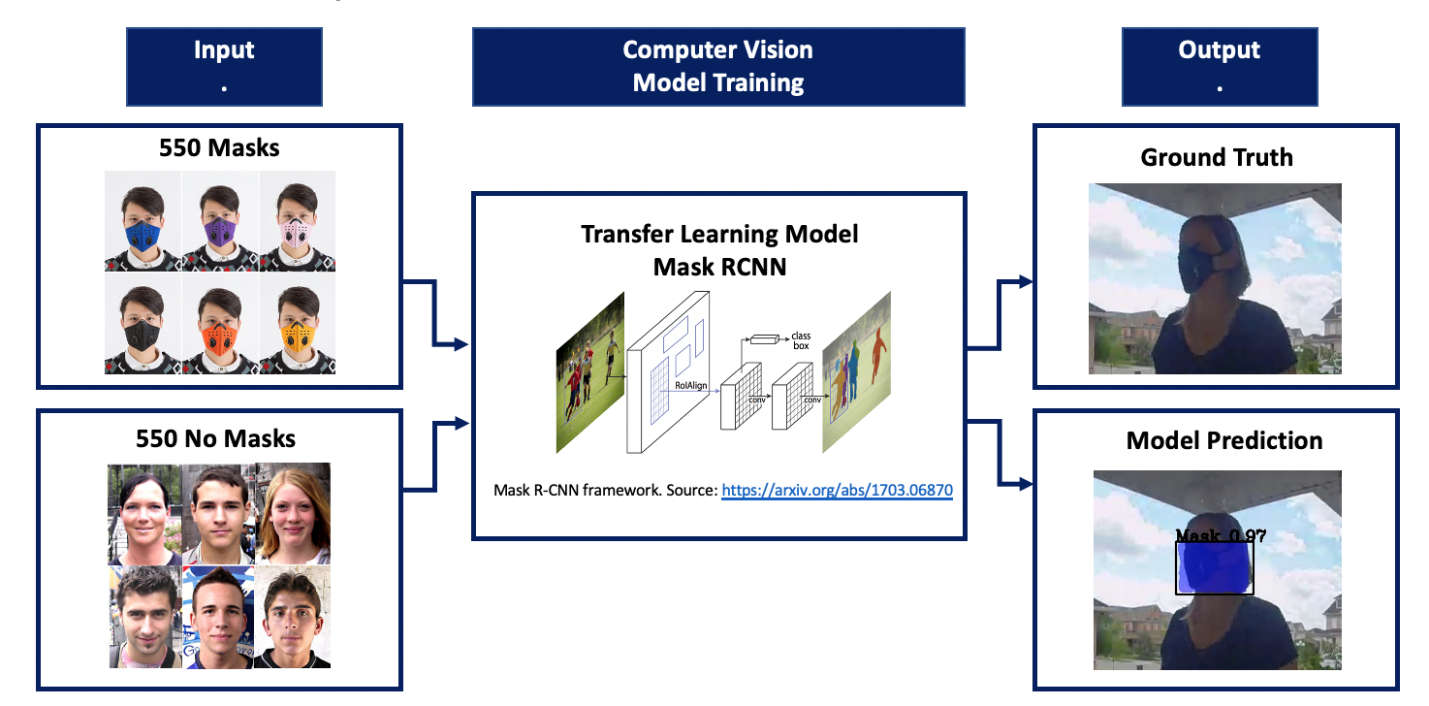 Input
.
Computer Vision
Model Training
Output
.
550 Masks
550 No Masks
Transfer Learning Model
Mask RCNN
RoIAlign
class
box
conv
conv
Mask R-CNN framework. Source: https://arxiv.org/abs/1703.06870
Ground Truth
Model Prediction
Mask 0.97